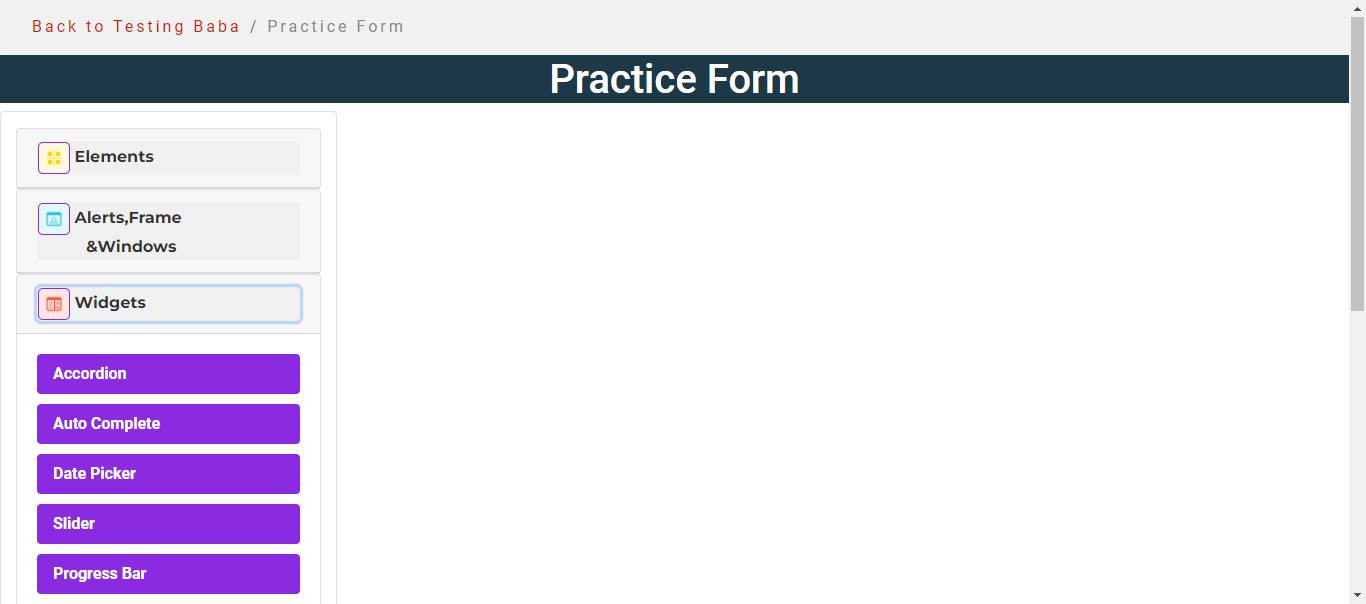 Back to Testing Baba / Practice Form
Practice Form
Elements
Alerts,Frame
&Windows
Widgets
Accordion
Auto Complete
Date Picker
Slider
Progress Bar